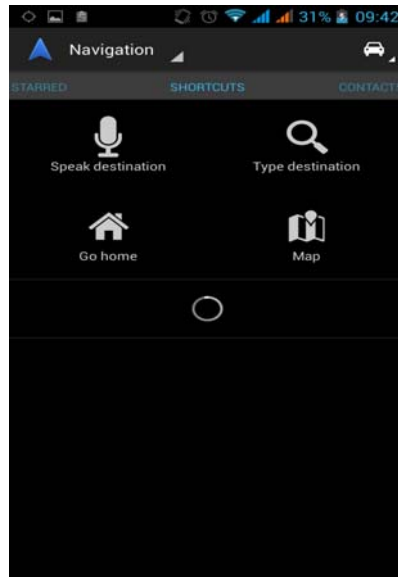 31% 09:42
Navigation
STARRED SHORTCUTS CONTACT
Speak destination Type destination
Go home Map